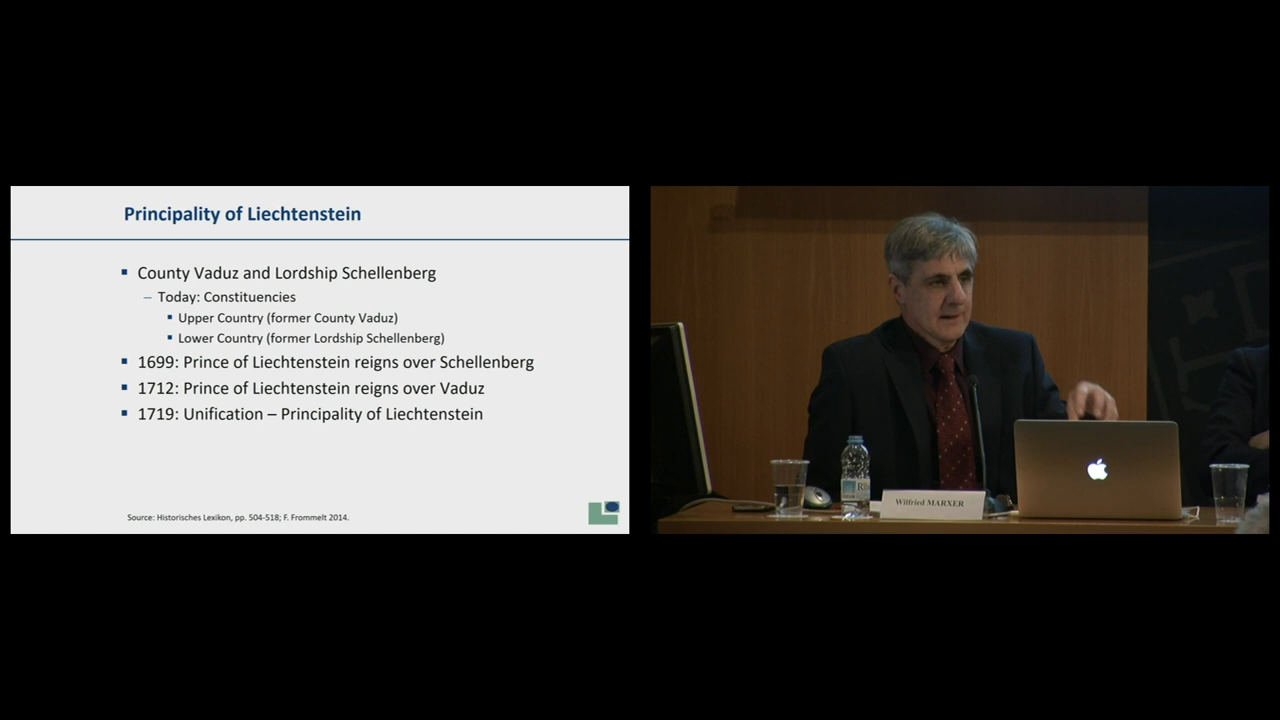 Principality of Liechtenstein
County Vaduz and Lordship Schellenberg
– Today: Constituencies
Upper Country (former County Vaduz)
Lower Country (former Lordship Schellenberg)
1699: Prince of Liechtenstein reigns over Schellenberg
1712: Prince of Liechtenstein reigns over Vaduz
1719: Unification – Principality of Liechtenstein
Source: Historisches Lexikon, pp. 504-518; F. Frommelt 2014.
Wilfried MARXER